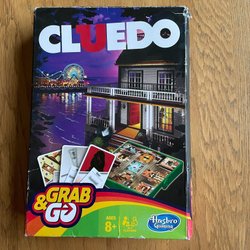 CLUEDO
GRAB
& GO
AGES
8+
Hasbro
Gaming